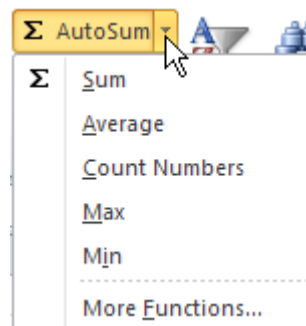 Σ AutoSum
Σ Sum
Average
Count Numbers
Max
Min
More Functions...